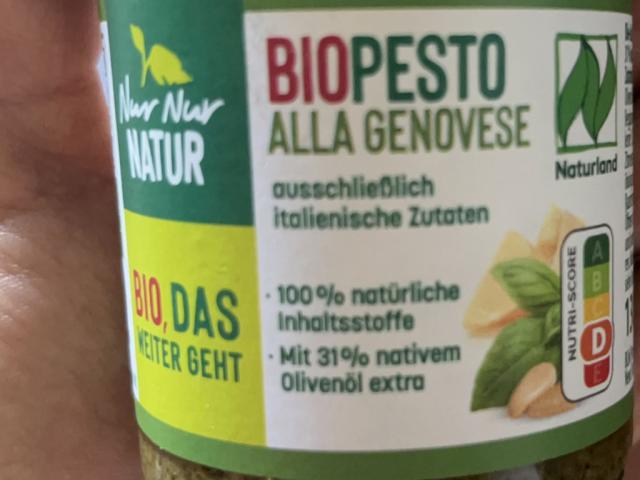 Nur Nur
NATUR
BIO, DAS
WEITER GEHT
BIOPESTO
ALLA GENOVESE
ausschließlich
italienische Zutaten
· 100% natürliche
Inhaltsstoffe
· Mit 31% nativem
Olivenöl extra
Naturland
NUTRI-SCORE
A
B
C
D
E